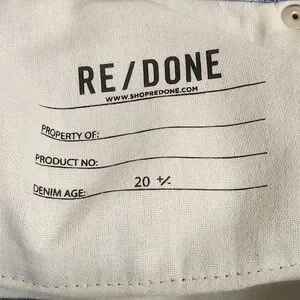 RE/DONE
WWW.SHOPREDONE.COM
PROPERTY OF:
PRODUCT NO:
DENIM AGE: 20 +/-